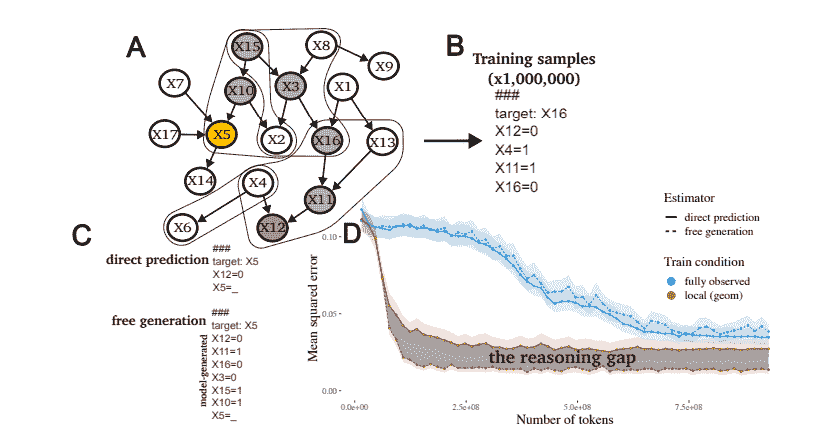 A
X15
X8
X9
X7
X10
X3
X1
X17
X5
X2
X16
X13
X14
X4
X11
X6
X12
B
Training samples
(x1,000,000)
###
target: X16
X12=0
X4=1
X11=1
X16=0
C
direct prediction
###
target: X5
X12=0
X5=_
free generation
###
target: X5
model-generated
X12=0
X11=1
X16=0
X3=0
X15=1
X10=1
X5=_
D
Mean squared error
0.10
0.05
0.00
the reasoning gap
0.0e+00
2.5e+08
5.0e+08
7.5e+08
Number of tokens
Estimator
direct prediction
free generation
Train condition
fully observed
local (geom)